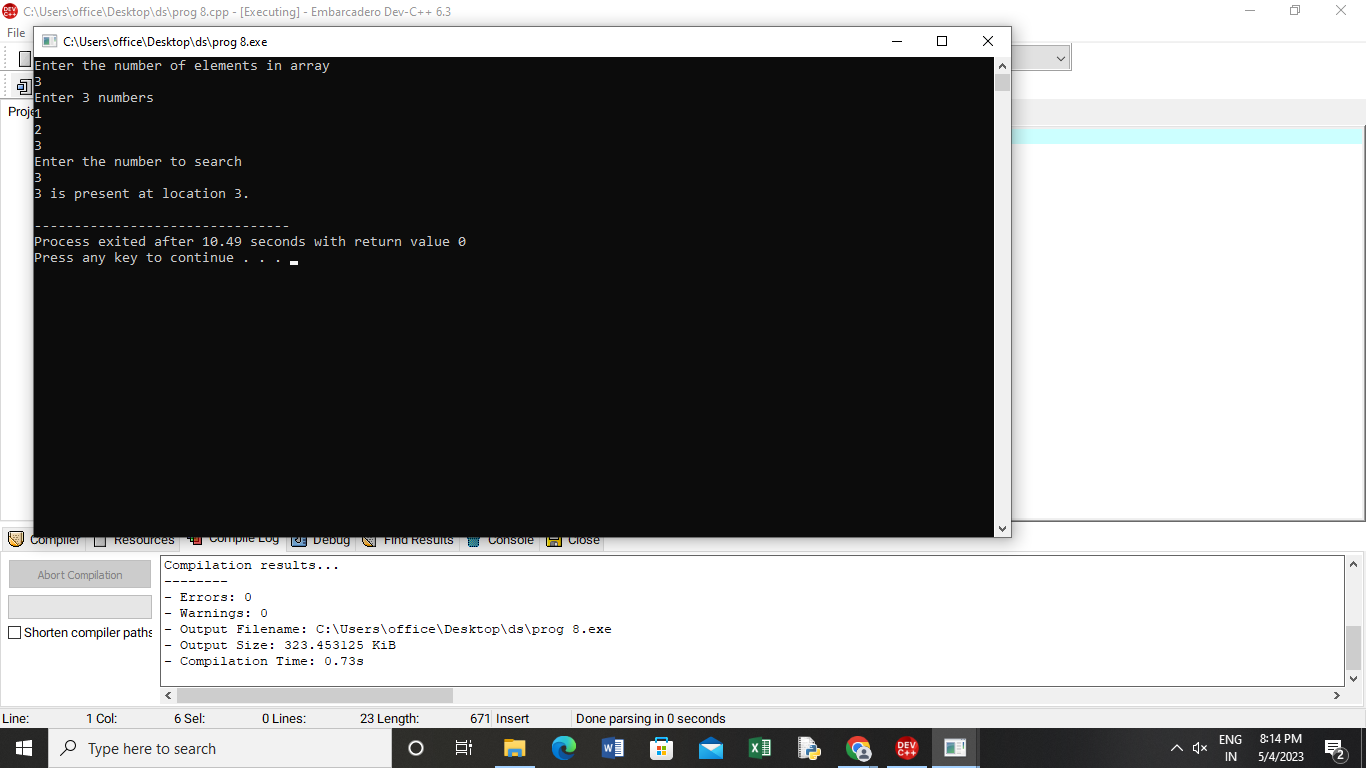 C:\Users\office\Desktop\ds\prog 8.cpp - [Executing] - Embarcadero Dev-C++ 6.3
File
C:\Users\office\Desktop\ds\prog 8.exe
Enter the number of elements in array
3
Enter 3 numbers
1
2
3
Enter the number to search
3
3 is present at location 3.
--------------------------------
Process exited after 10.49 seconds with return value 0
Press any key to continue . . .
Compiler Resources Compile Log Debug Find Results Console Close
Abort Compilation
Shorten compiler paths
Compilation results...
--------
- Errors: 0
- Warnings: 0
- Output Filename: C:\Users\office\Desktop\ds\prog 8.exe
- Output Size: 323.453125 KiB
- Compilation Time: 0.73s
Line: 1 Col: 6 Sel: 0 Lines: 23 Length: 671 Insert Done parsing in 0 seconds
Type here to search
DEV C++
ENG
IN
8:14 PM
5/4/2023
2